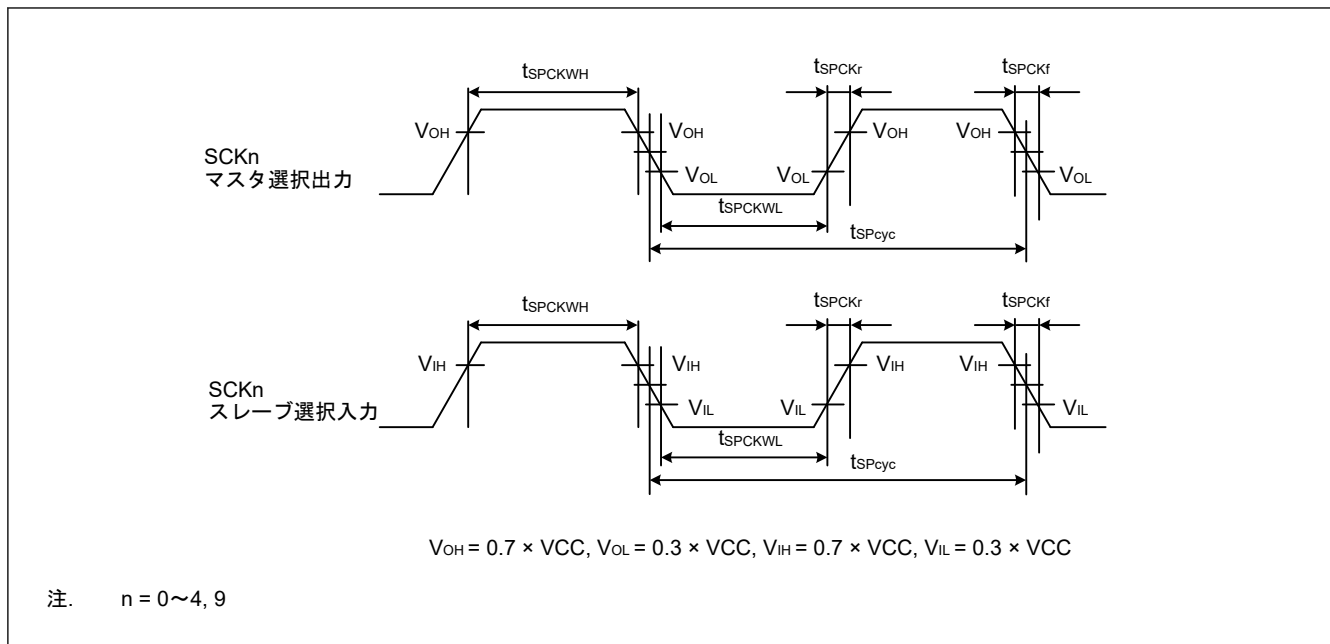 tSPCKWH
tSPCKr
tSPCKf
VOH
VOH
VOH
VOH
SCKn
マスタ選択出力
VOL
VOL
VOL
tSPCKWL
tSPcyc
tSPCKWH
tSPCKr
tSPCKf
VIH
VIH
VIH
VIH
SCKn
スレーブ選択入力
VIL
VIL
VIL
tSPCKWL
tSPcyc
VOH = 0.7 × VCC, VOL = 0.3 × VCC, VIH = 0.7 × VCC, VIL = 0.3 × VCC
注. n = 0～4, 9